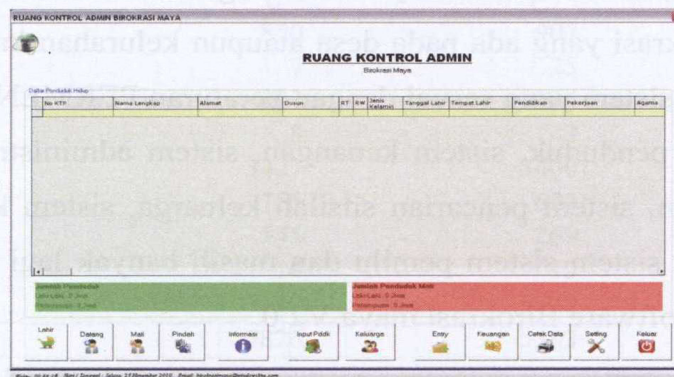 RUANG KONTROL ADMIN BIROKRASI MAYA
RUANG KONTROL ADMIN
Birokrasi Maya
Daftar Penduduk Hidup
No KTP Nama Lengkap Alamat Dusun RT RW Jenis Kelamin Tanggal Lahir Tempat Lahir Pendidikan Pekerjaan Agama
Jumlah Penduduk Jumlah Penduduk Mati
Laki-Laki : 0 Jiwa Laki-Laki : 0 Jiwa
Perempuan : 0 Jiwa Perempuan : 0 Jiwa
Lahir Datang Mati Pindah Informasi Input Pddk Keluarga Entry Keuangan Cetak Data Setting Keluar